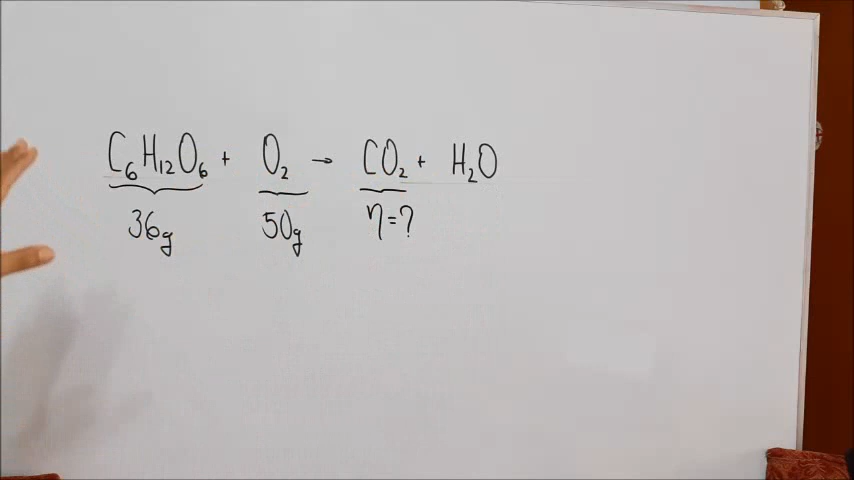 C₆H₁₂O₆ + O₂ → CO₂ + H₂O
36g 50g n=?